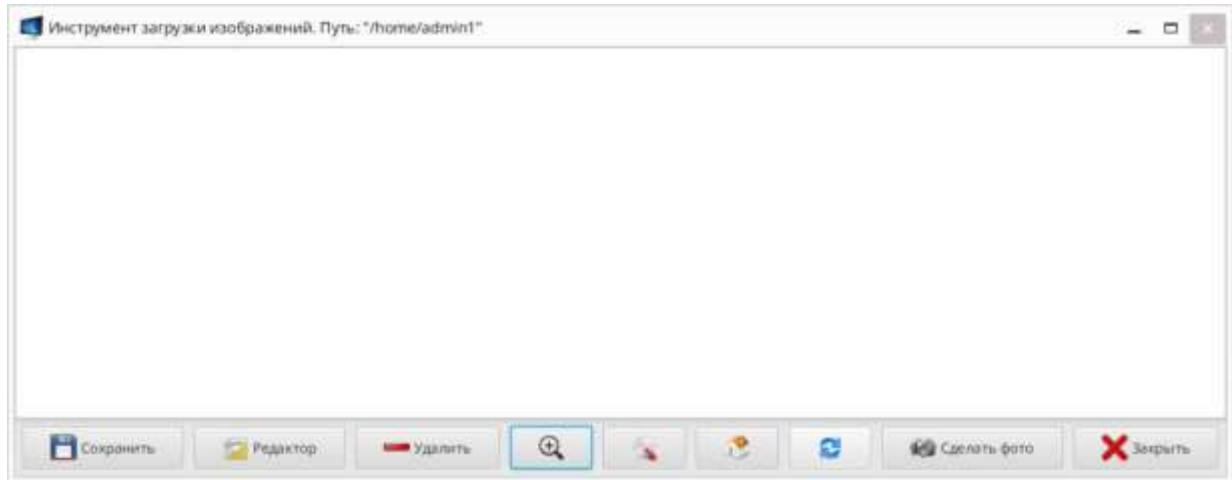 Инструмент загрузки изображений. Путь: "/home/admin1"
Сохранить Редактор Удалить Сделать фото Закрыть